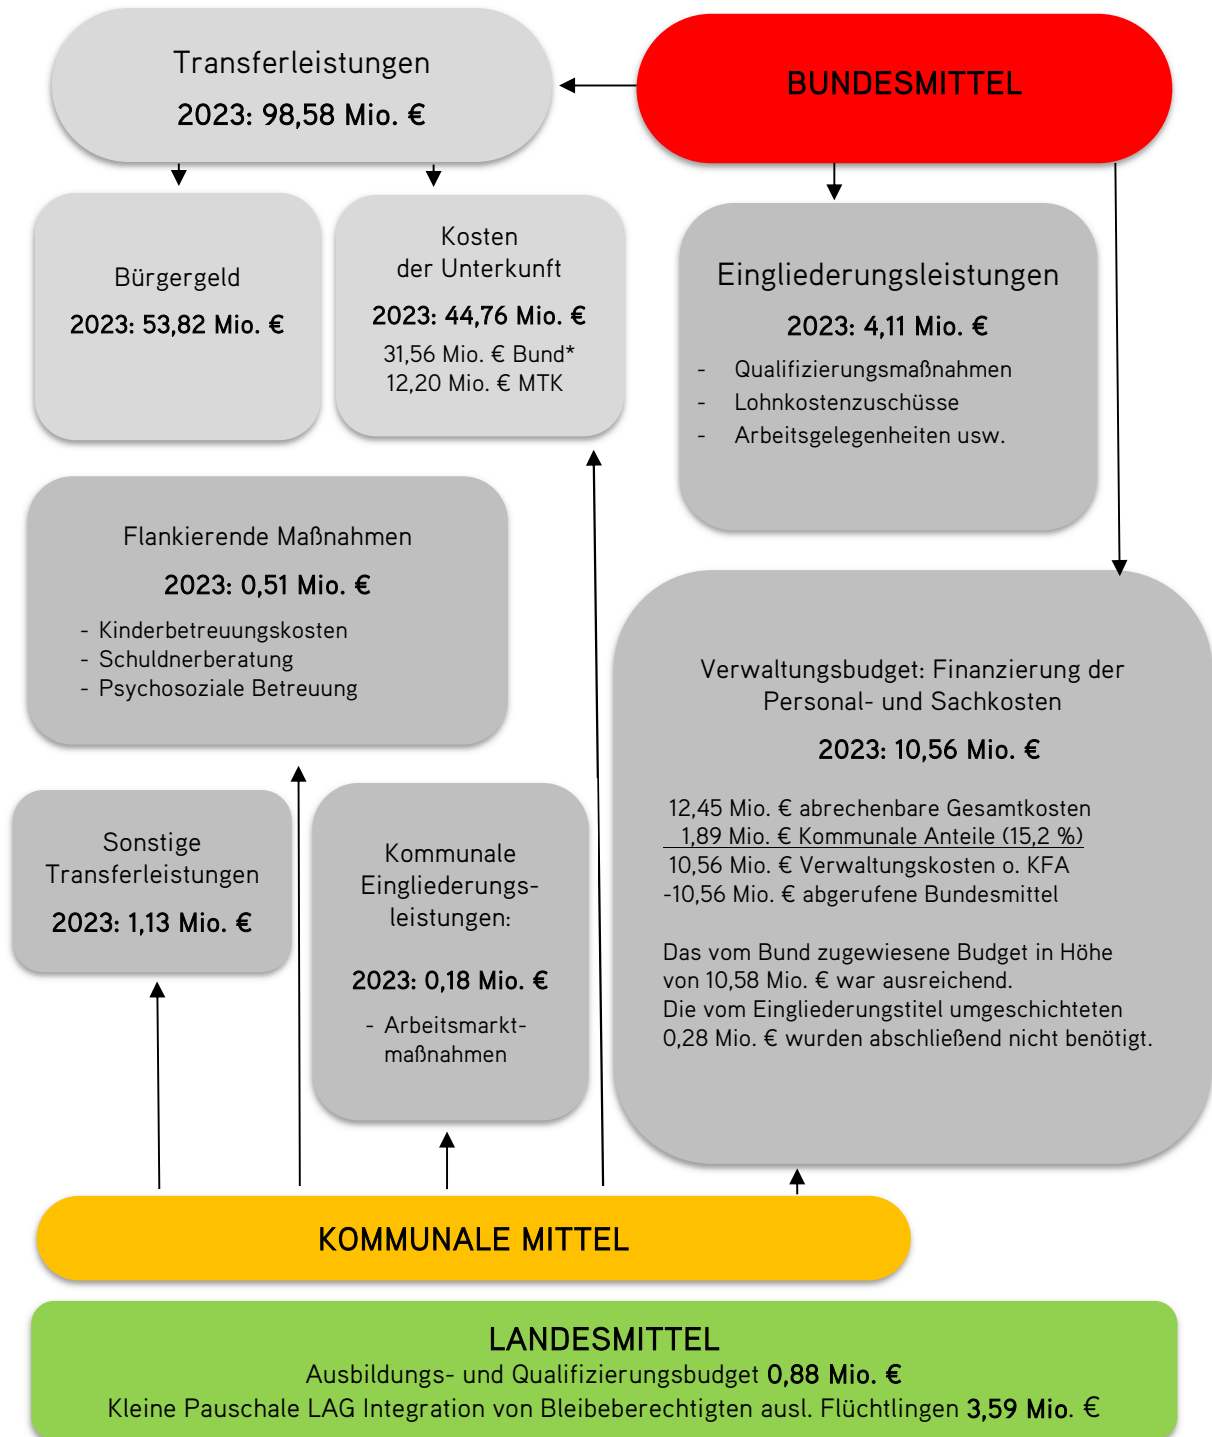 Transferleistungen
2023: 98,58 Mio. €
BUNDESMITTEL
Bürgergeld
2023: 53,82 Mio. €
Kosten
der Unterkunft
2023: 44,76 Mio. €
31,56 Mio. € Bund*
12,20 Mio. € MTK
Eingliederungsleistungen
2023: 4,11 Mio. €
- Qualifizierungsmaßnahmen
- Lohnkostenzuschüsse
- Arbeitsgelegenheiten usw.
Flankierende Maßnahmen
2023: 0,51 Mio. €
- Kinderbetreuungskosten
- Schuldnerberatung
- Psychosoziale Betreuung
Verwaltungsbudget: Finanzierung der
Personal- und Sachkosten
2023: 10,56 Mio. €
12,45 Mio. € abrechenbare Gesamtkosten
1,89 Mio. € Kommunale Anteile (15,2 %)
10,56 Mio. € Verwaltungskosten o. KFA
-10,56 Mio. € abgerufene Bundesmittel
Das vom Bund zugewiesene Budget in Höhe
von 10,58 Mio. € war ausreichend.
Die vom Eingliederungstitel umgeschichteten
0,28 Mio. € wurden abschließend nicht benötigt.
Sonstige
Transferleistungen
2023: 1,13 Mio. €
Kommunale
Eingliederungs-
leistungen:
2023: 0,18 Mio. €
- Arbeitsmarkt-
maßnahmen
KOMMUNALE MITTEL
LANDESMITTEL
Ausbildungs- und Qualifizierungsbudget 0,88 Mio. €
Kleine Pauschale LAG Integration von Bleibeberechtigten ausl. Flüchtlingen 3,59 Mio. €